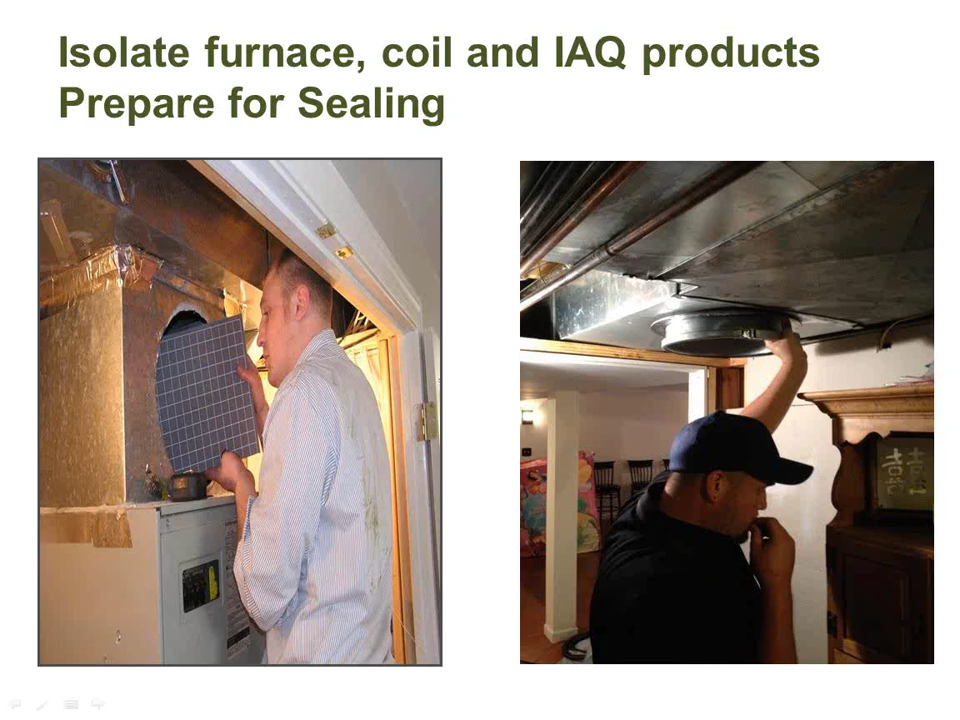 Isolate furnace, coil and IAQ products
Prepare for Sealing